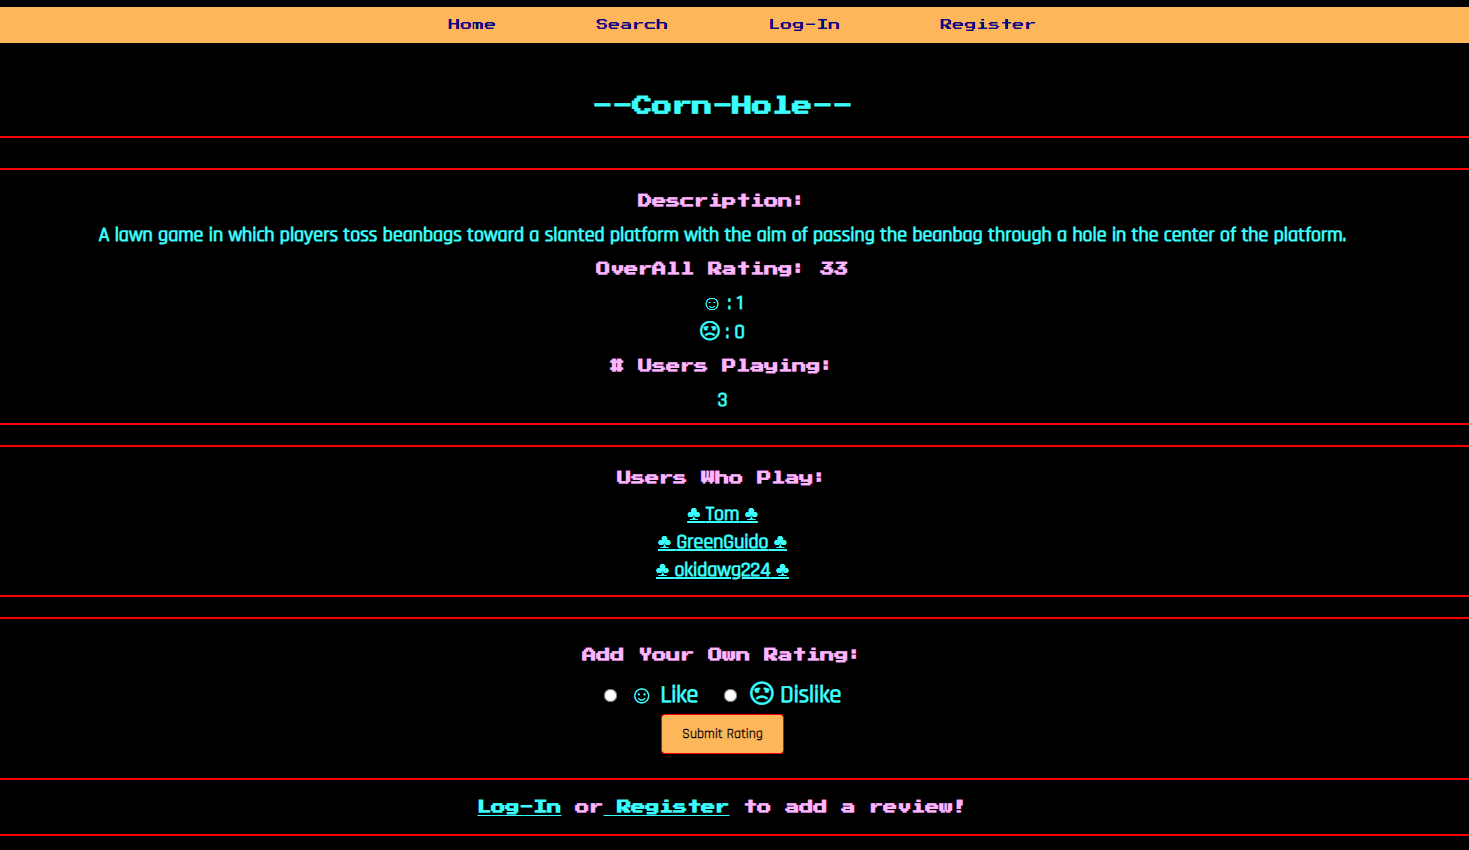 Home Search Log-In Register
--Corn-Hole--
Description:
A lawn game in which players toss beanbags toward a slanted platform with the aim of passing the beanbag through a hole in the center of the platform.
OverAll Rating: 33
☺:1
😟:0
# Users Playing:
3
Users Who Play:
♣ Tom ♣
♣ GreenGuido ♣
♣ okidawg224 ♣
Add Your Own Rating:
☺ Like 😟 Dislike
Submit Rating
Log-In or Register to add a review!